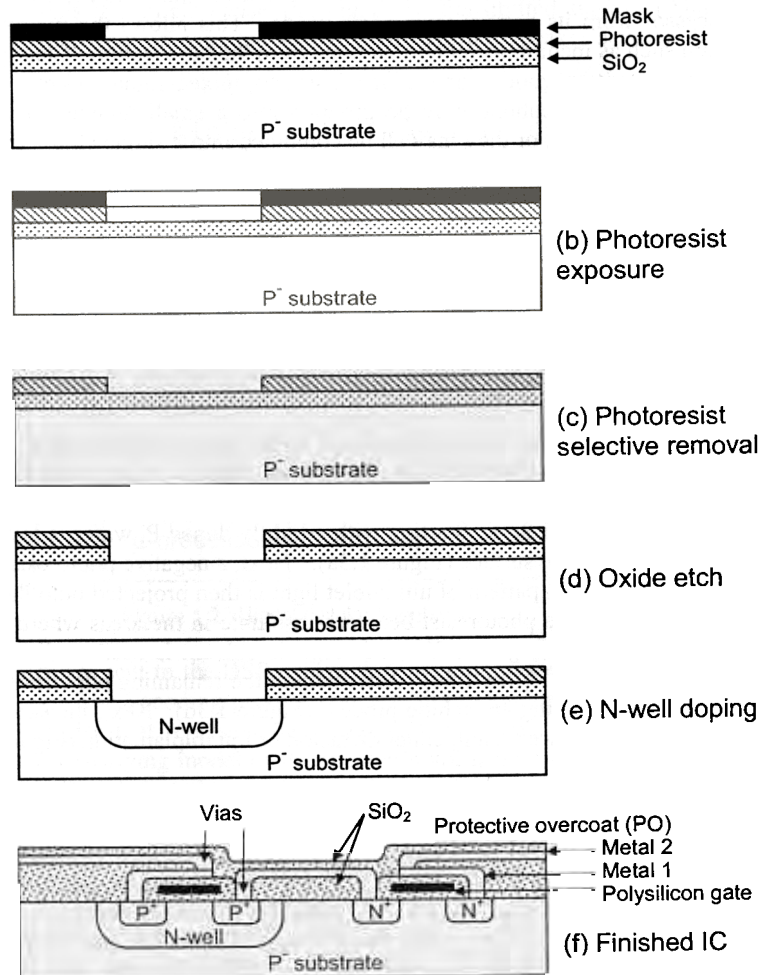 Mask
Photoresist
SiO₂
P⁻ substrate
(b) Photoresist
exposure
P⁻ substrate
(c) Photoresist
selective removal
P⁻ substrate
(d) Oxide etch
N-well
(e) N-well doping
P⁻ substrate
Vias
SiO₂
Protective overcoat (PO)
Metal 2
Metal 1
Polysilicon gate
P⁺ P⁺ N⁺ N⁺
N-well
(f) Finished IC
P⁻ substrate